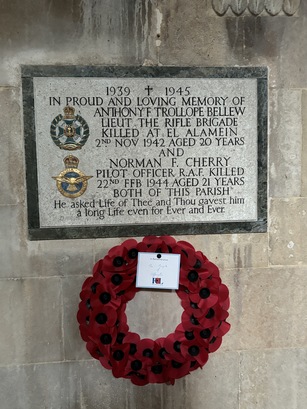 1939 ✝ 1945
IN PROUD AND LOVING MEMORY OF
ANTHONY F. TROLLOPE BELLEW
LIEUT. THE RIFLE BRIGADE
KILLED AT EL ALAMEIN
2ND NOV 1942 AGED 20 YEARS
AND
NORMAN F. CHERRY
PILOT OFFICER R.A.F. KILLED
22ND FEB 1944 AGED 21 YEARS
BOTH OF THIS PARISH
He asked Life of Thee and Thou gavest him
a long Life even for Ever and Ever.